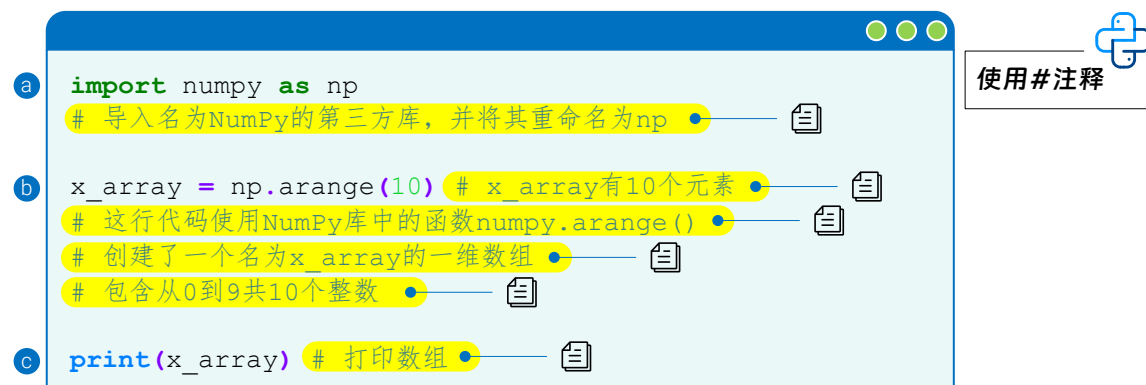 使用#注释
a import numpy as np
# 导入名为NumPy的第三方库，并将其重命名为np
b x_array = np.arange(10) # x_array有10个元素
# 这行代码使用NumPy库中的函数numpy.arange()
# 创建了一个名为x_array的一维数组
# 包含从0到9共10个整数
c print(x_array) # 打印数组